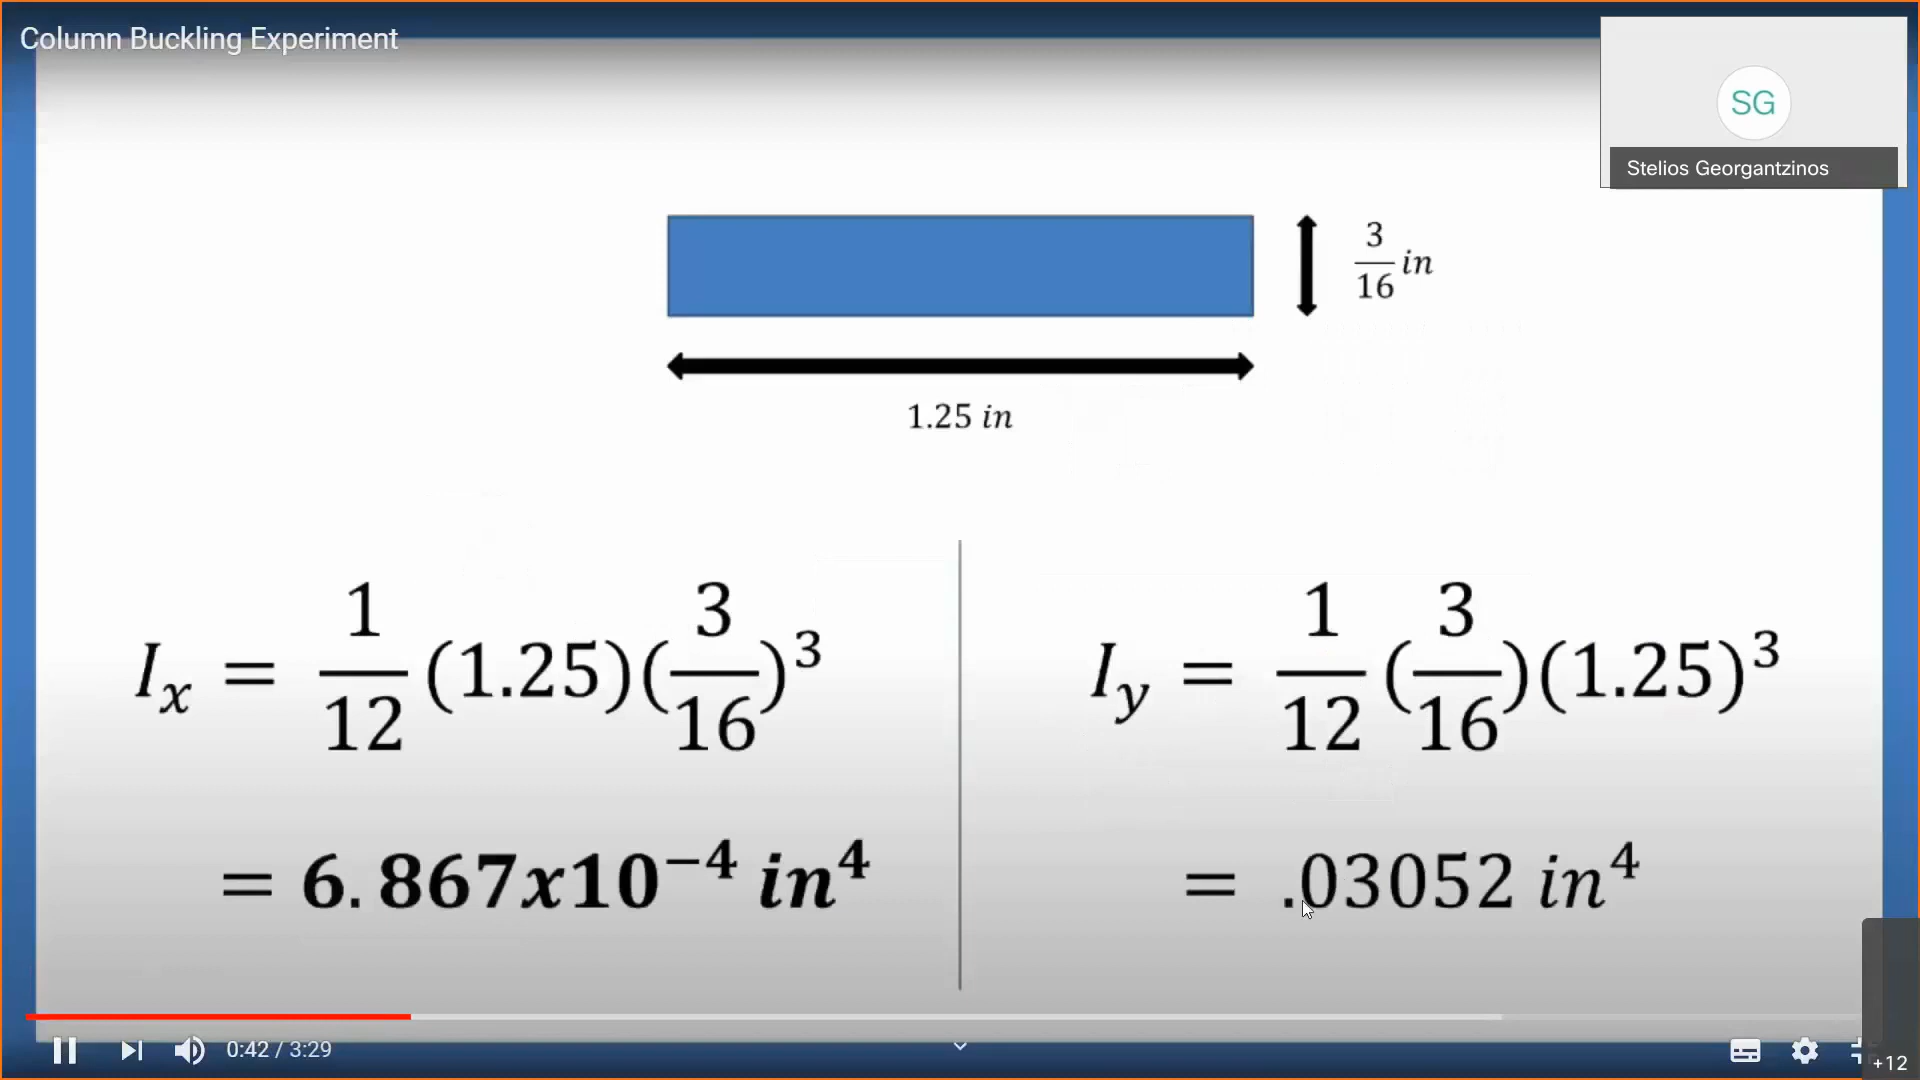 Column Buckling Experiment
SG
Stelios Georgantzinos
3/16 in
1.25 in
I_x = 1/12 (1.25)(3/16)^3
= 6.867x10^−4 in^4
I_y = 1/12 (3/16)(1.25)^3
= .03052 in^4
0:42 / 3:29
+12